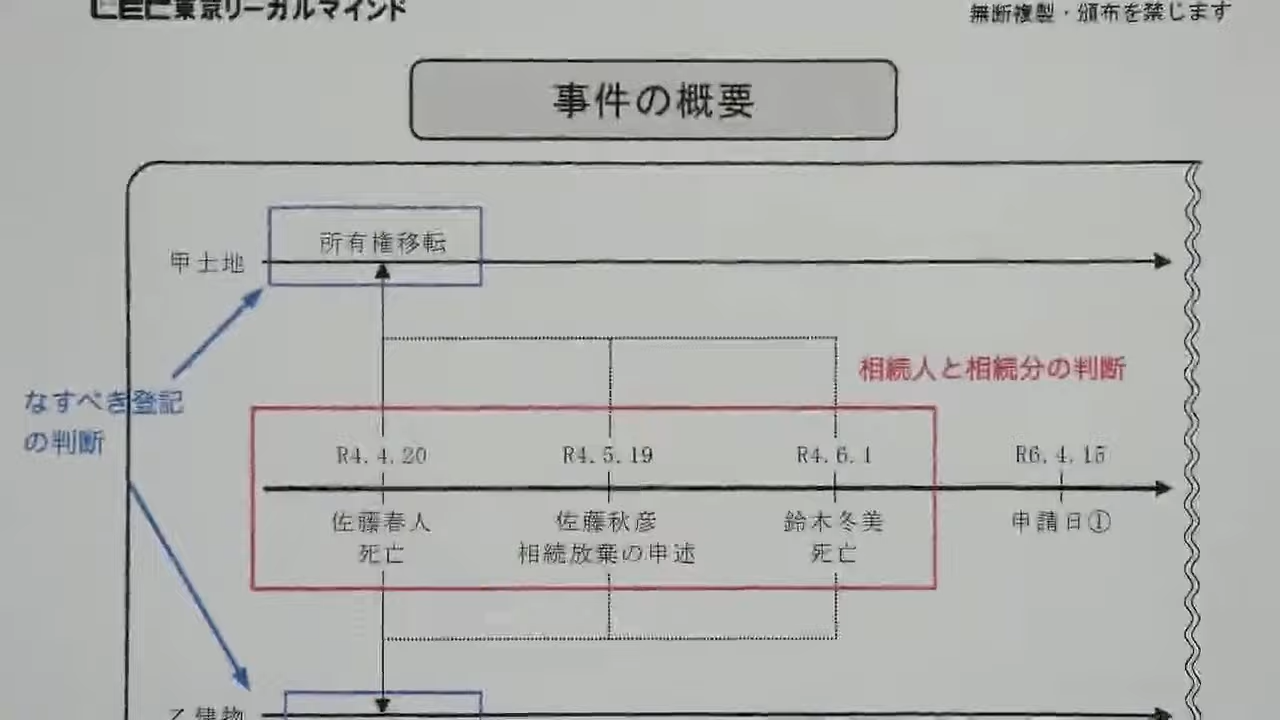 LEC東京リーガルマインド
無断複製・頒布を禁じます
事件の概要
所有権移転
甲土地
相続人と相続分の判断
なすべき登記
の判断
R4.4.20
R4.5.19
R4.6.1
R6.4.15
佐藤春人
死亡
佐藤秋彦
相続放棄の申述
鈴木冬美
死亡
申請日①
乙建物